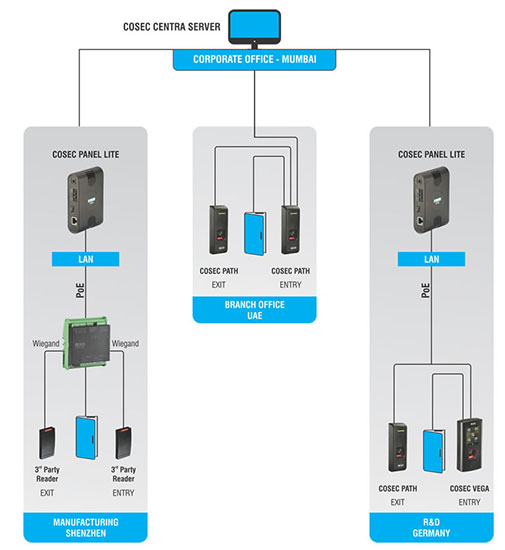 COSEC CENTRA SERVER
CORPORATE OFFICE - MUMBAI
COSEC PANEL LITE
LAN
PoE
Wiegand
Wiegand
3rd Party
Reader
EXIT
3rd Party
Reader
ENTRY
MANUFACTURING
SHENZHEN
COSEC PATH
EXIT
COSEC PATH
ENTRY
BRANCH OFFICE
UAE
COSEC PANEL LITE
LAN
PoE
COSEC PATH
EXIT
COSEC VEGA
ENTRY
R&D
GERMANY